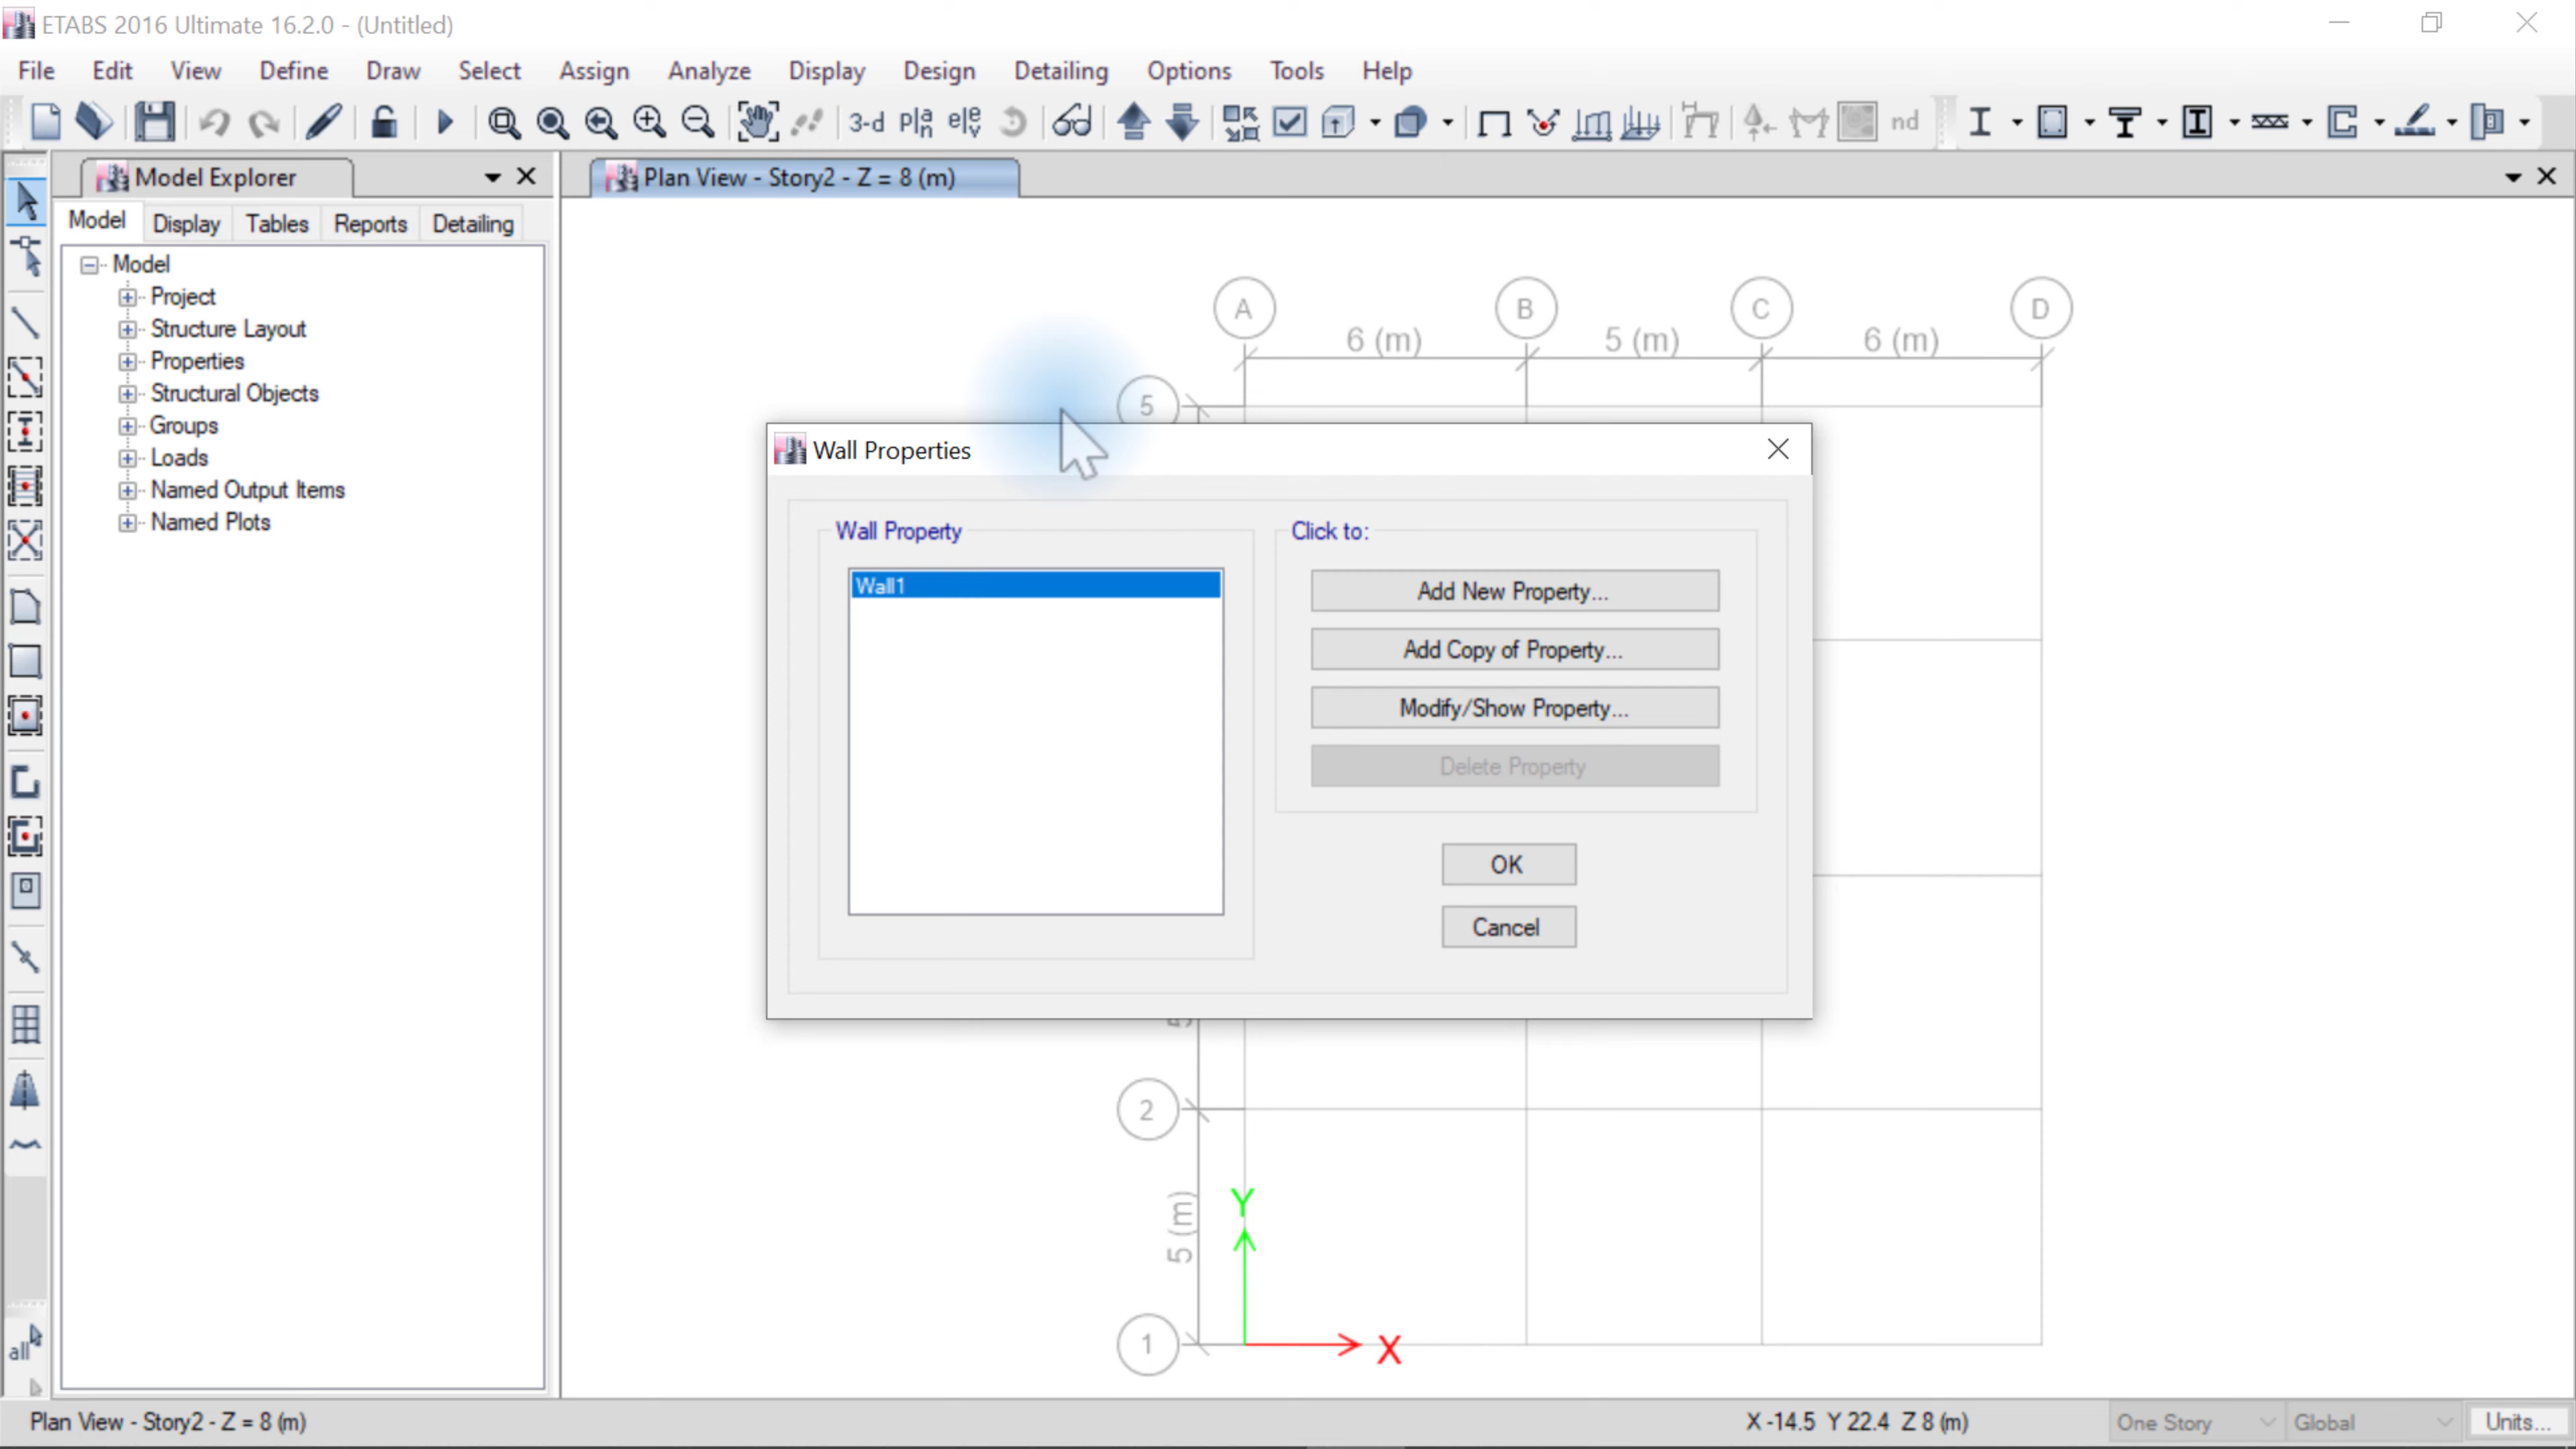 ETABS 2016 Ultimate 16.2.0 - (Untitled)
File Edit View Define Draw Select Assign Analyze Display Design Detailing Options Tools Help
3-d pla n ele v nd
Model Explorer
Plan View - Story2 - Z = 8 (m)
Model Display Tables Reports Detailing
Model
Project
Structure Layout
Properties
Structural Objects
Groups
Loads
Named Output Items
Named Plots
A B C D
6 (m) 5 (m) 6 (m)
5
Wall Properties
Wall Property
Click to:
Wall1
Add New Property...
Add Copy of Property...
Modify/Show Property...
Delete Property
OK
Cancel
2
5 (m)
Y
1
X
all
Plan View - Story2 - Z = 8 (m)
X -14.5 Y 22.4 Z 8 (m)
One Story
Global
Units...